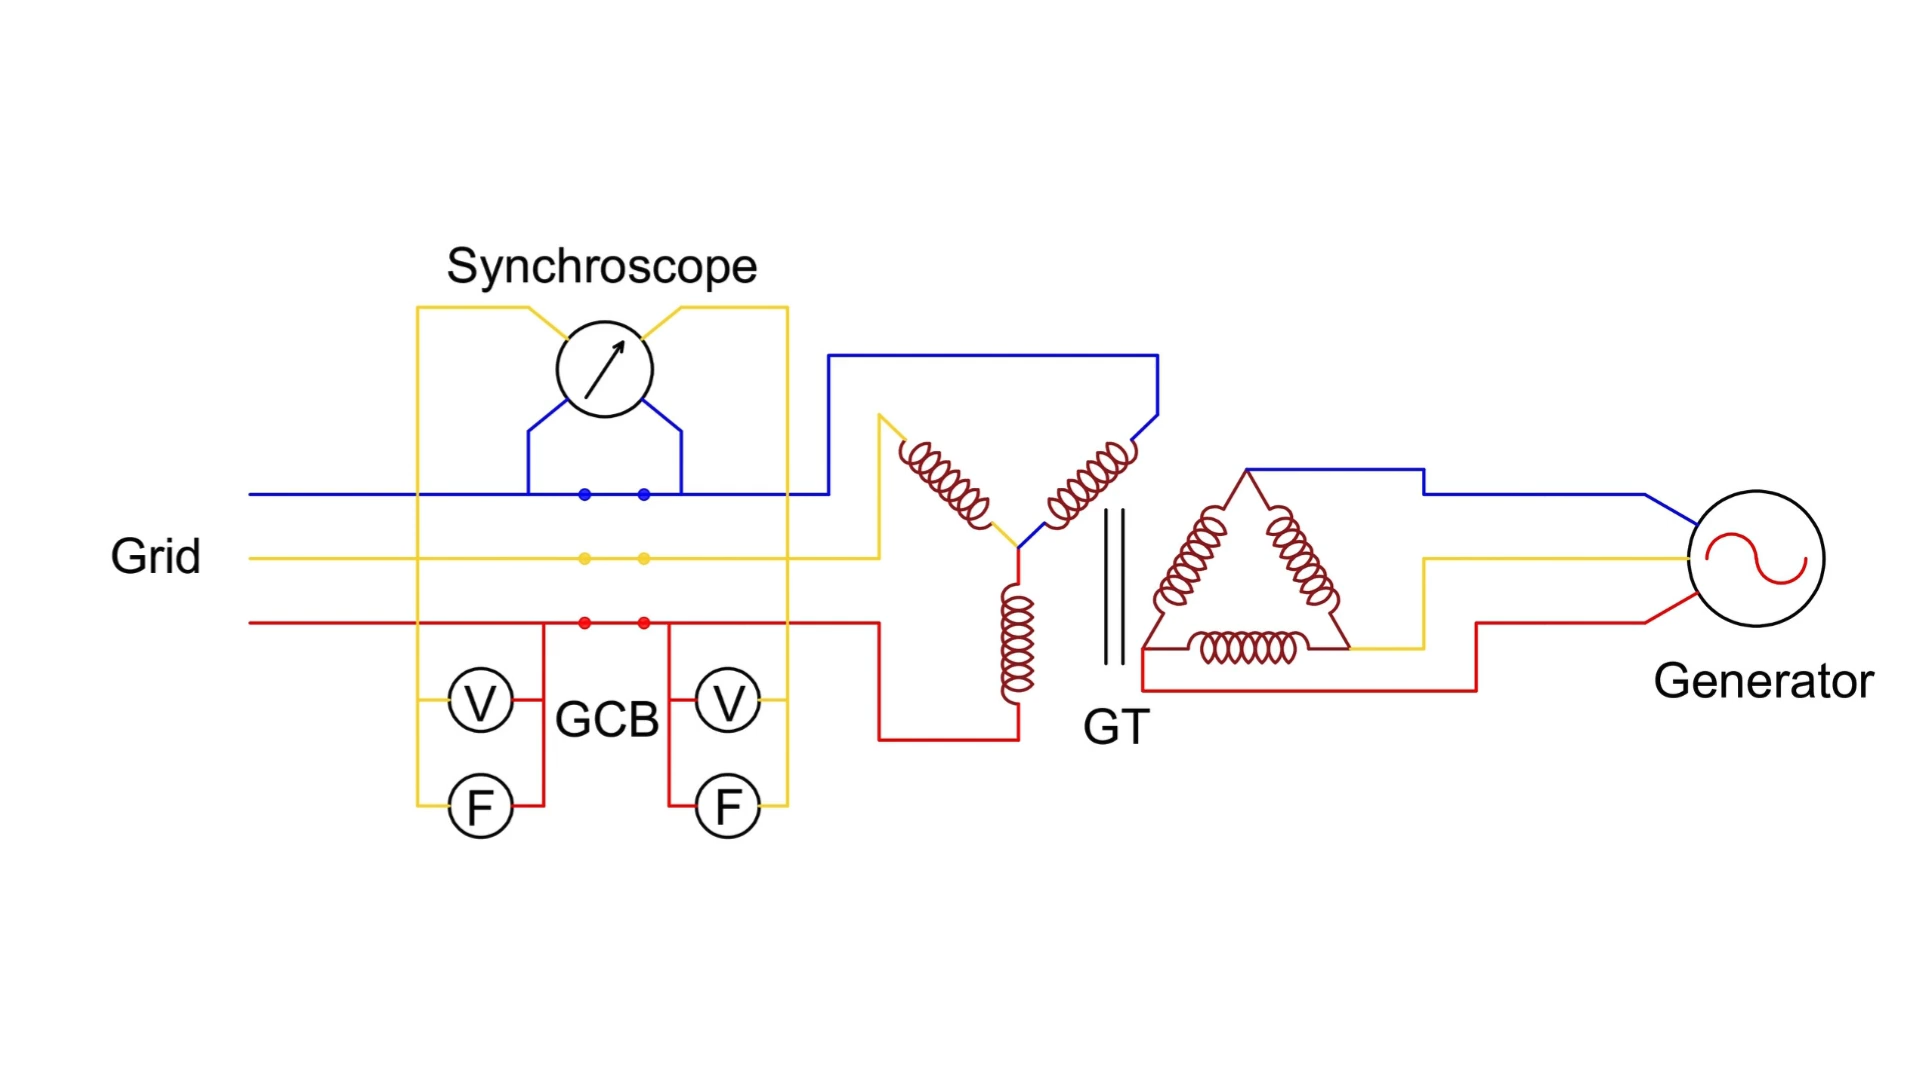 Synchroscope
Grid
V
GCB
V
GT
Generator
F
F